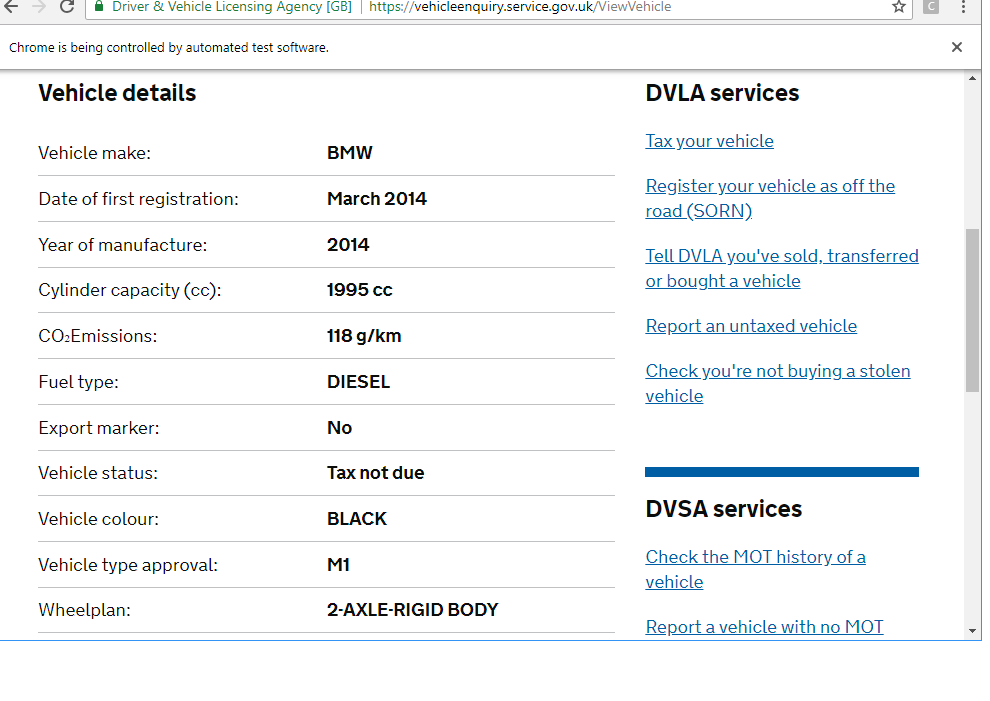 Driver & Vehicle Licensing Agency [GB] | https://vehicleenquiry.service.gov.uk/ViewVehicle
C
Chrome is being controlled by automated test software.
Vehicle details
Vehicle make: BMW
Date of first registration: March 2014
Year of manufacture: 2014
Cylinder capacity (cc): 1995 cc
CO₂Emissions: 118 g/km
Fuel type: DIESEL
Export marker: No
Vehicle status: Tax not due
Vehicle colour: BLACK
Vehicle type approval: M1
Wheelplan: 2-AXLE-RIGID BODY
DVLA services
Tax your vehicle
Register your vehicle as off the
road (SORN)
Tell DVLA you've sold, transferred
or bought a vehicle
Report an untaxed vehicle
Check you're not buying a stolen
vehicle
DVSA services
Check the MOT history of a
vehicle
Report a vehicle with no MOT